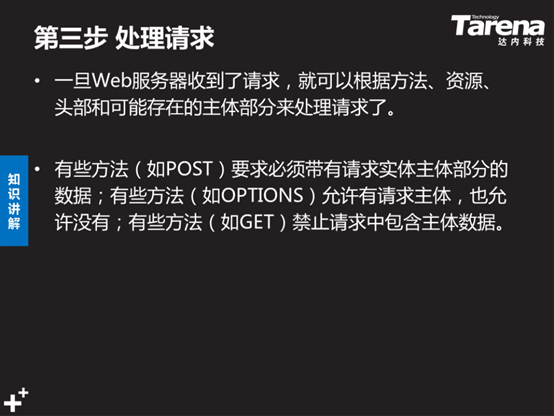 第三步 处理请求
Technology
Tarena
达内科技
• 一旦Web服务器收到了请求，就可以根据方法、资源、
头部和可能存在的主体部分来处理请求了。
• 有些方法（如POST）要求必须带有请求实体主体部分的
数据；有些方法（如OPTIONS）允许有请求主体，也允
许没有；有些方法（如GET）禁止请求中包含主体数据。
知识讲解